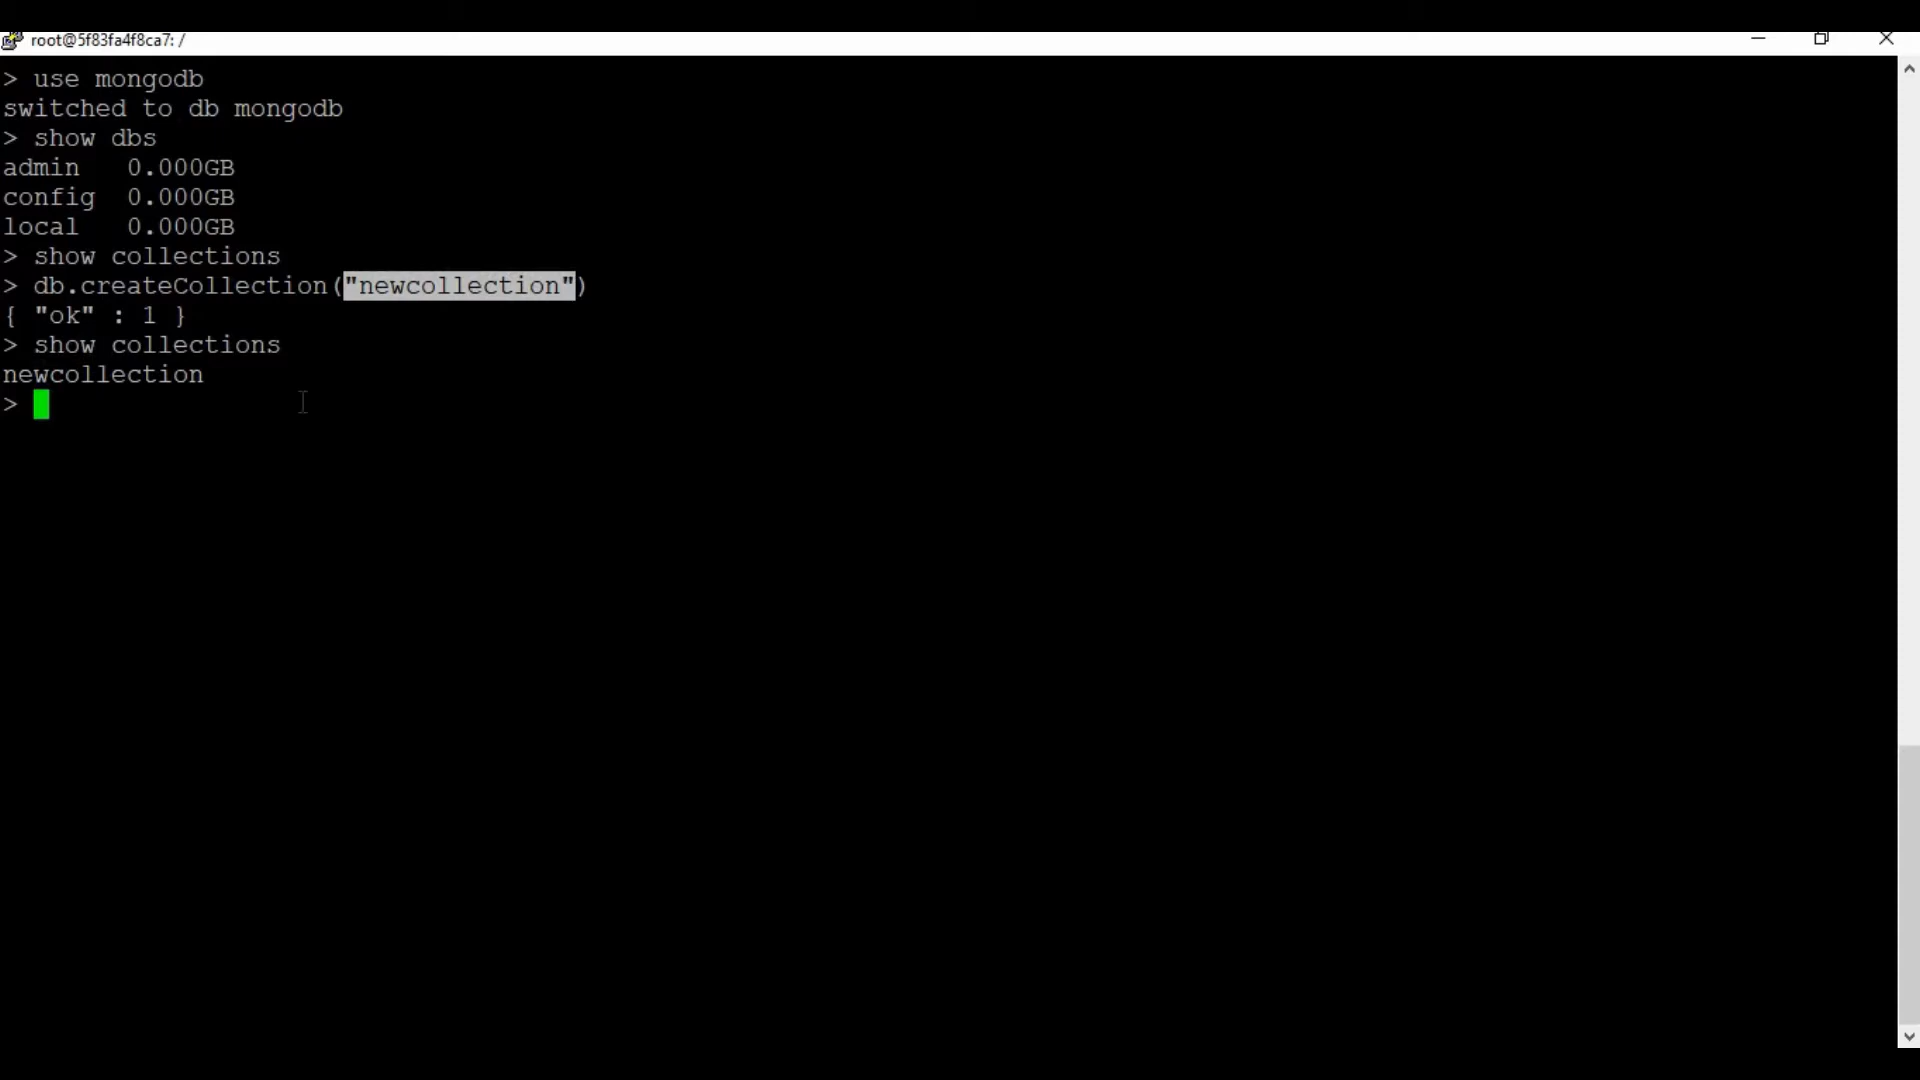 root@5f83fa4f8ca7: /
> use mongodb
switched to db mongodb
> show dbs
admin   0.000GB
config  0.000GB
local   0.000GB
> show collections
> db.createCollection("newcollection")
{ "ok" : 1 }
> show collections
newcollection
>